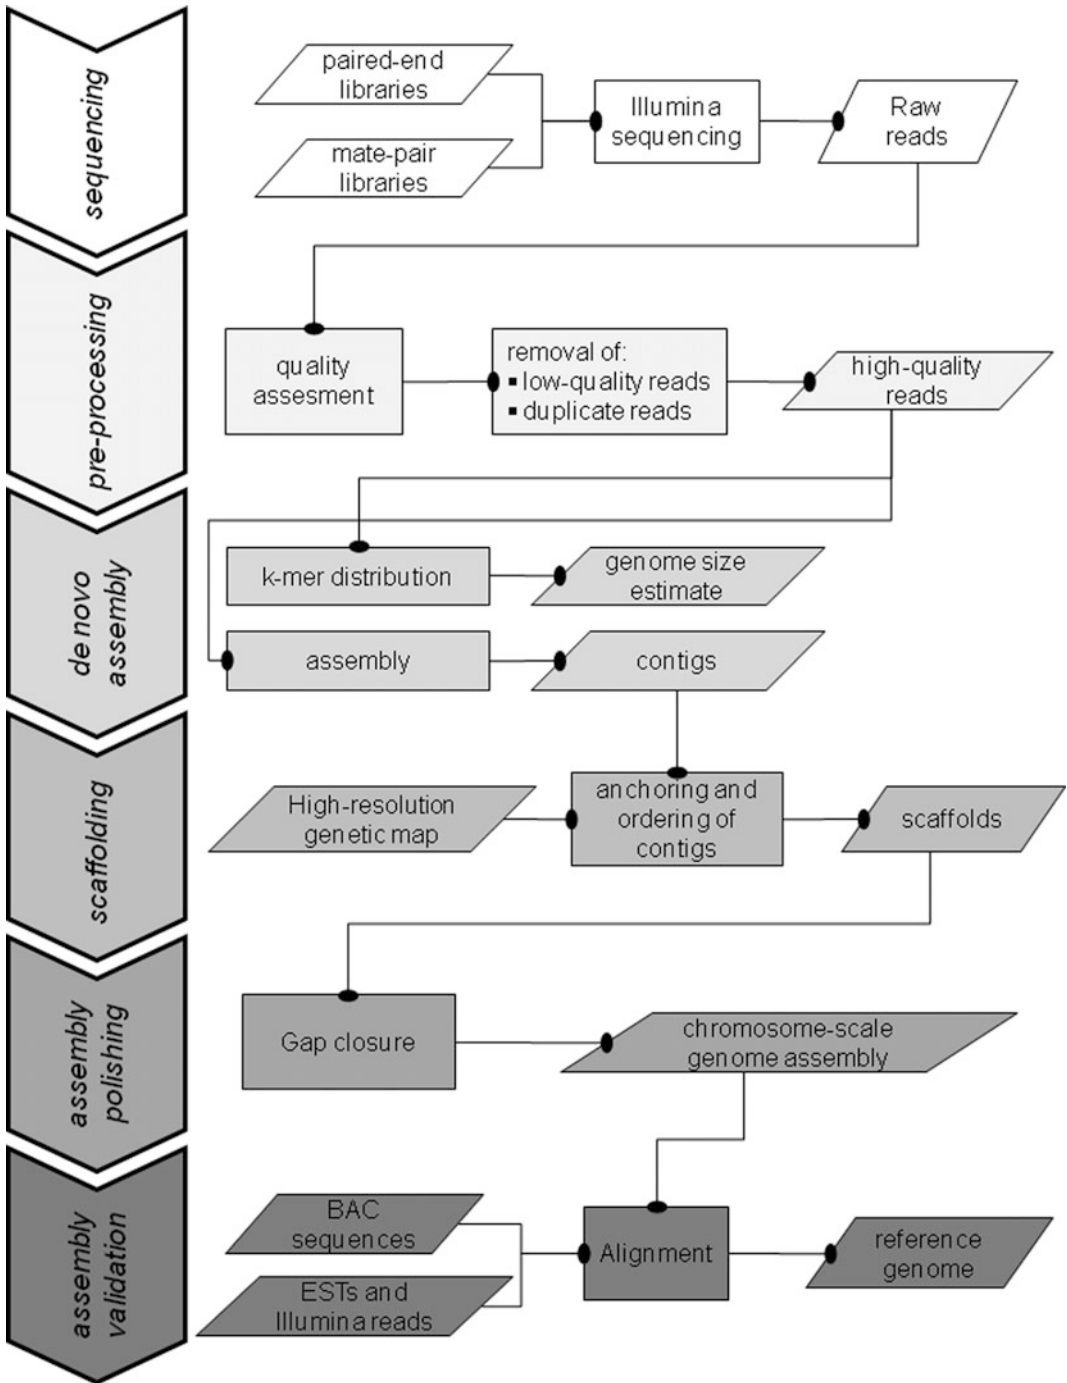 sequencing
paired-end
libraries
mate-pair
libraries
Illumina
sequencing
Raw
reads
pre-processing
quality
assesment
removal of:
▪ low-quality reads
▪ duplicate reads
high-quality
reads
de novo
assembly
k-mer distribution
genome size
estimate
assembly
contigs
scaffolding
High-resolution
genetic map
anchoring and
ordering of
contigs
scaffolds
assembly
polishing
Gap closure
chromosome-scale
genome assembly
assembly
validation
BAC
sequences
ESTs and
Illumina reads
Alignment
reference
genome